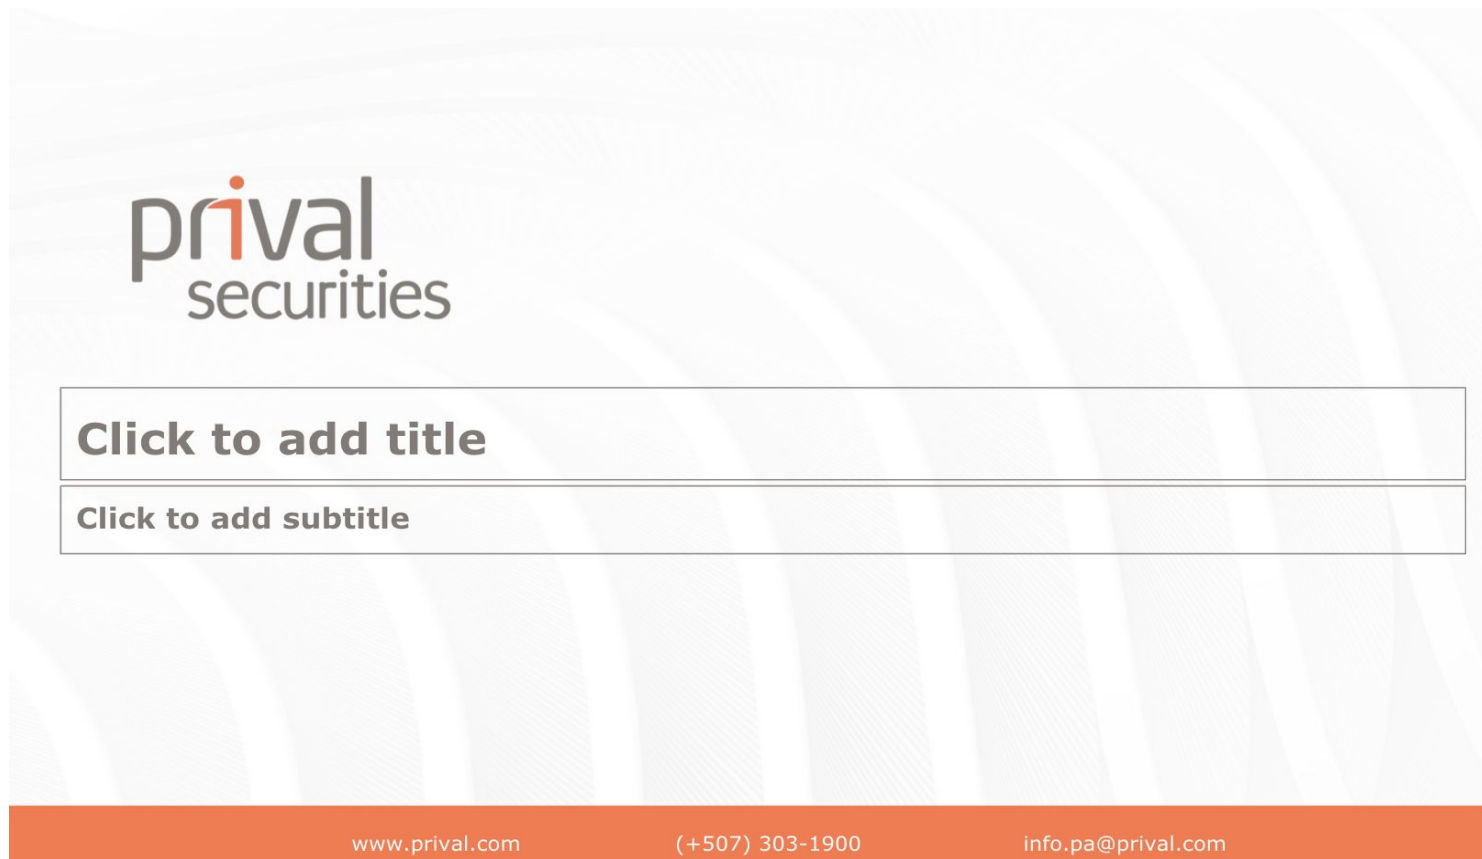 prival
securities
Click to add title
Click to add subtitle
www.prival.com (+507) 303-1900 info.pa@prival.com